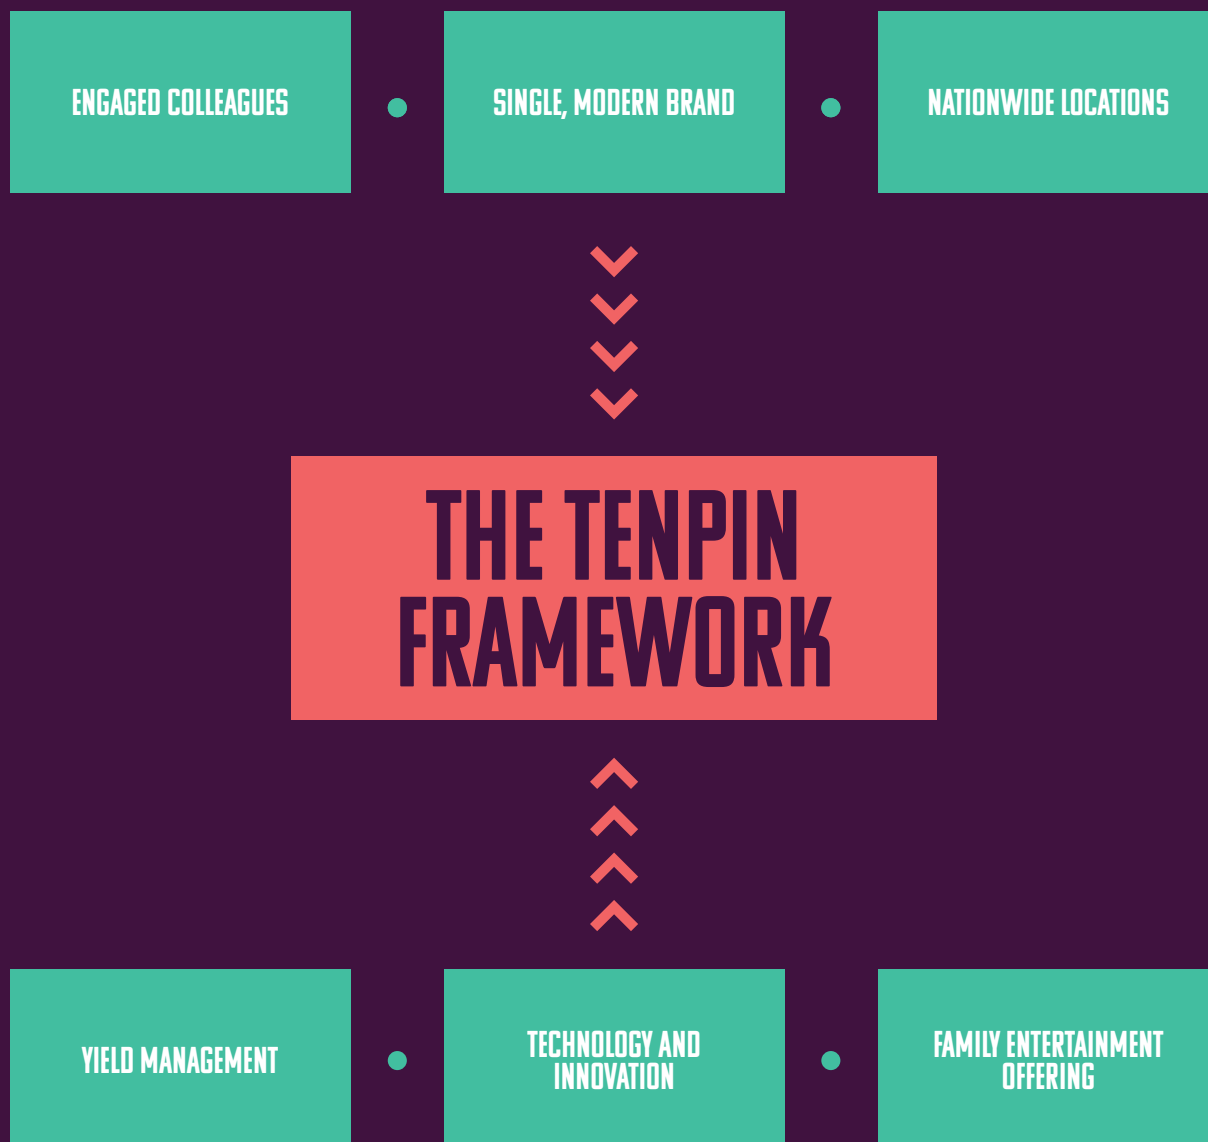 ENGAGED COLLEAGUES
SINGLE, MODERN BRAND
NATIONWIDE LOCATIONS
THE TENPIN
FRAMEWORK
YIELD MANAGEMENT
TECHNOLOGY AND
INNOVATION
FAMILY ENTERTAINMENT
OFFERING